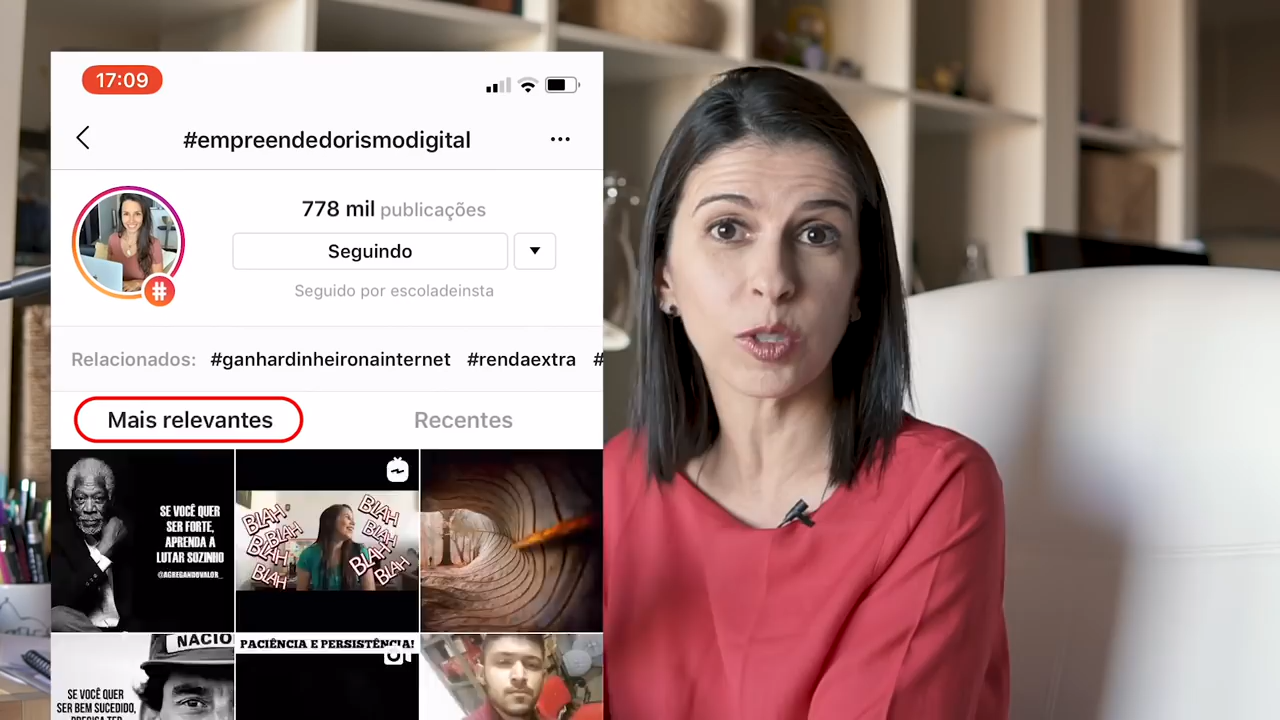 17:09
#empreendedorismodigital
778 mil publicações
Seguindo
Seguido por escoladeinsta
Relacionados: #ganhardinheironainternet #rendaextra #
Mais relevantes Recentes
SE VOCÊ QUER
SER FORTE,
APRENDA A
LUTAR SOZINHO
@AGREGANDOVALOR_
BLAH BLAH
BLAH BLAH
BLAH BLAH
BLAH BLAH
NACIO
SE VOCÊ QUER
SER BEM SUCEDIDO,
PRECISA TER
PACIÊNCIA E PERSISTÊNCIA!